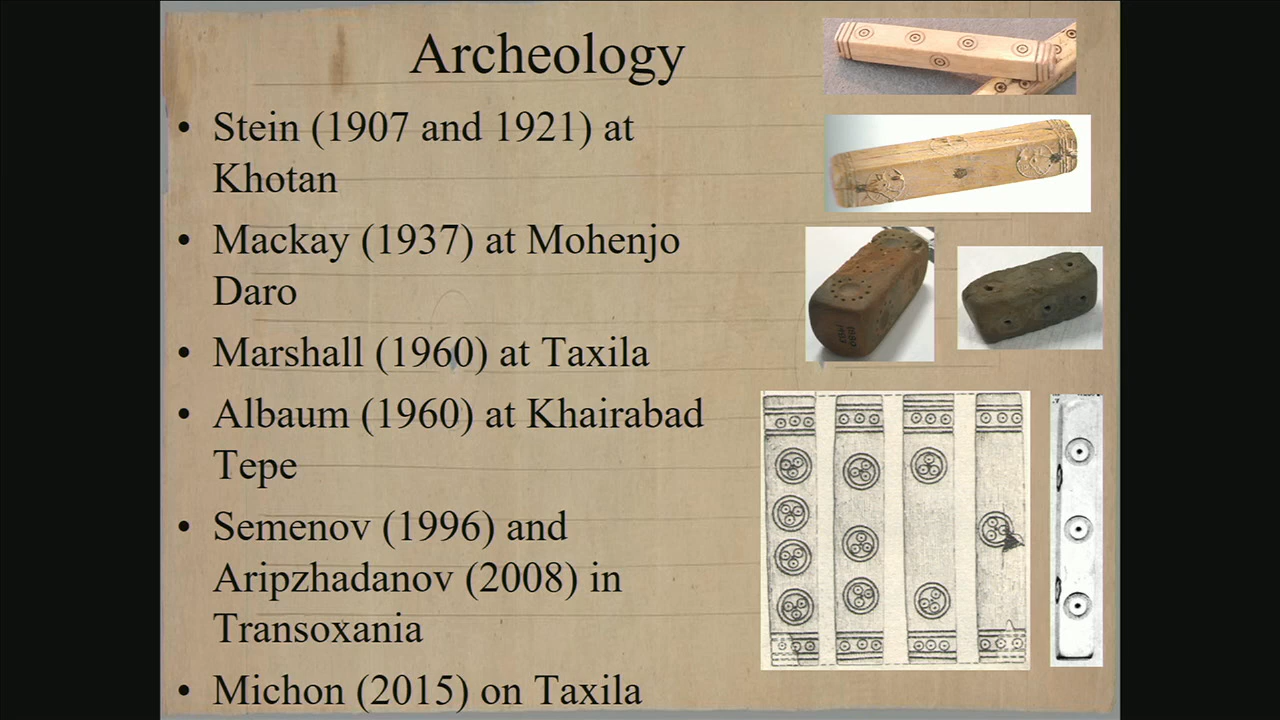 Archeology
• Stein (1907 and 1921) at
Khotan
• Mackay (1937) at Mohenjo
Daro
• Marshall (1960) at Taxila
• Albaum (1960) at Khairabad
Tepe
• Semenov (1996) and
Aripzhadanov (2008) in
Transoxania
• Michon (2015) on Taxila